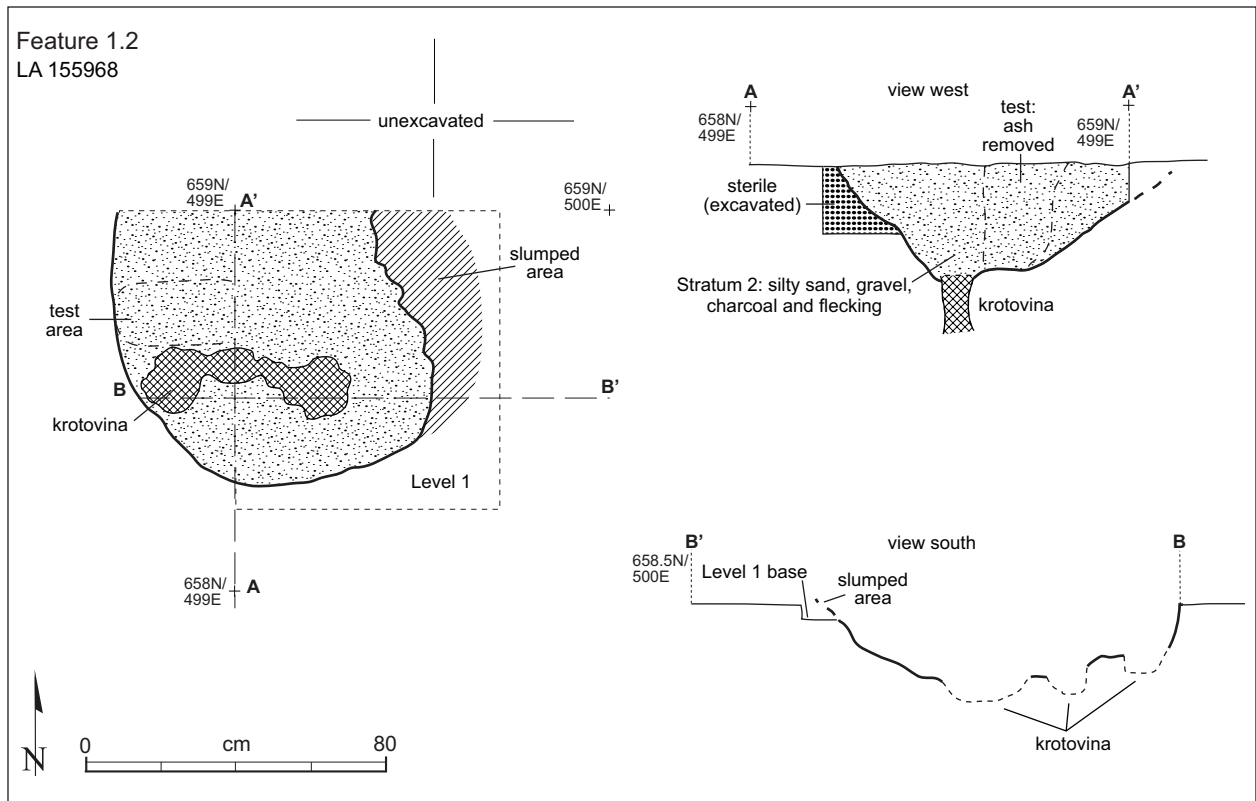 Feature 1.2
LA 155968
unexcavated
659N/
499E
A'
659N/
500E
slumped
area
test
area
B
B'
krotovina
Level 1
658N/
499E
A
N
0
cm
80
A
view west
A'
658N/
499E
test:
ash
removed
659N/
499E
sterile
(excavated)
Stratum 2: silty sand, gravel,
charcoal and flecking
krotovina
B'
view south
B
658.5N/
500E
Level 1 base
slumped
area
krotovina